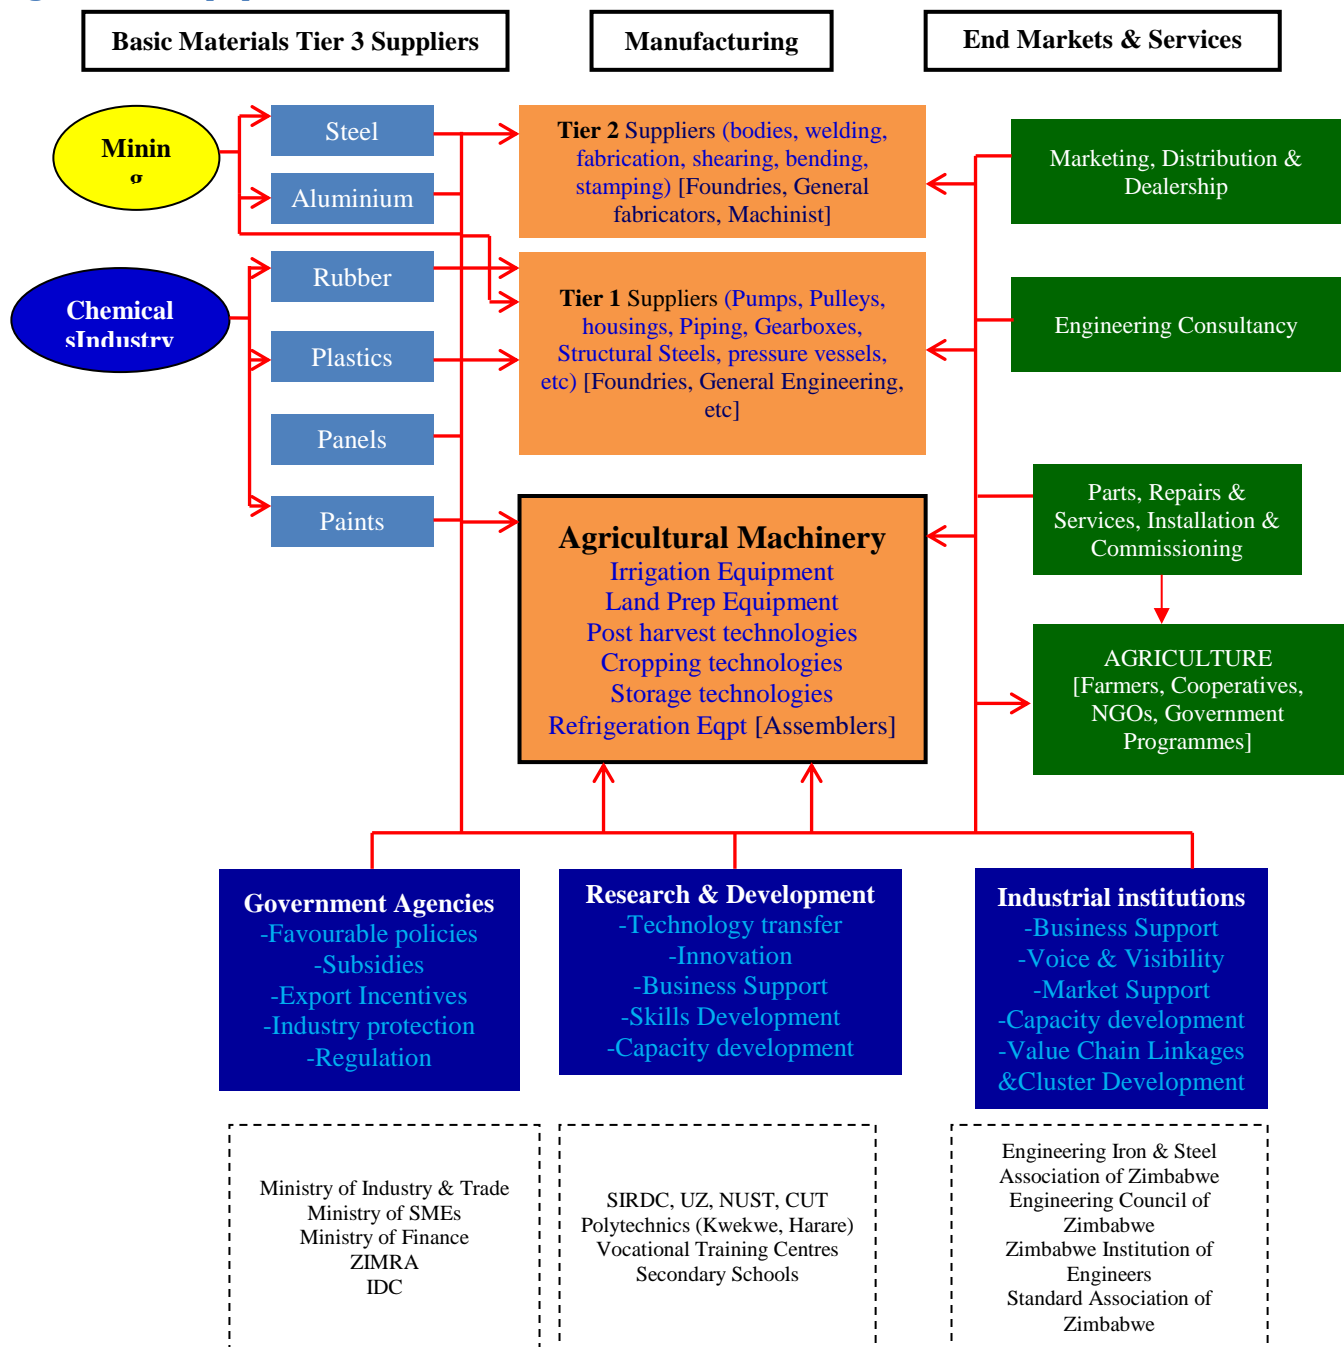 Basic Materials Tier 3 Suppliers
Manufacturing
End Markets & Services
Minin
g
Steel
Aluminium
Chemical
sIndustry
Rubber
Plastics
Panels
Paints
Tier 2 Suppliers (bodies, welding,
fabrication, shearing, bending,
stamping) [Foundries, General
fabricators, Machinist]
Tier 1 Suppliers (Pumps, Pulleys,
housings, Piping, Gearboxes,
Structural Steels, pressure vessels,
etc) [Foundries, General Engineering,
etc]
Agricultural Machinery
Irrigation Equipment
Land Prep Equipment
Post harvest technologies
Cropping technologies
Storage technologies
Refrigeration Eqpt [Assemblers]
Marketing, Distribution &
Dealership
Engineering Consultancy
Parts, Repairs &
Services, Installation &
Commissioning
AGRICULTURE
[Farmers, Cooperatives,
NGOs, Government
Programmes]
Government Agencies
-Favourable policies
-Subsidies
-Export Incentives
-Industry protection
-Regulation
Research & Development
-Technology transfer
-Innovation
-Business Support
-Skills Development
-Capacity development
Industrial institutions
-Business Support
-Voice & Visibility
-Market Support
-Capacity development
-Value Chain Linkages
&Cluster Development
Ministry of Industry & Trade
Ministry of SMEs
Ministry of Finance
ZIMRA
IDC
SIRDC, UZ, NUST, CUT
Polytechnics (Kwekwe, Harare)
Vocational Training Centres
Secondary Schools
Engineering Iron & Steel
Association of Zimbabwe
Engineering Council of
Zimbabwe
Zimbabwe Institution of
Engineers
Standard Association of
Zimbabwe